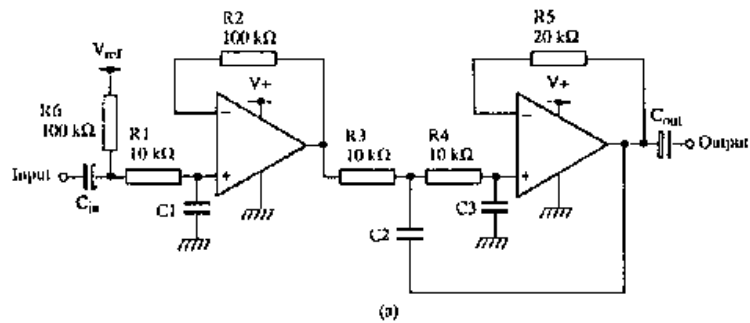 R2
100 kΩ
R5
20 kΩ
Vref
V+
V+
R6
100 kΩ
R1
10 kΩ
R3
10 kΩ
R4
10 kΩ
Cout
Output
Input
Cin
C1
C2
C3
−
+
−
+
(a)